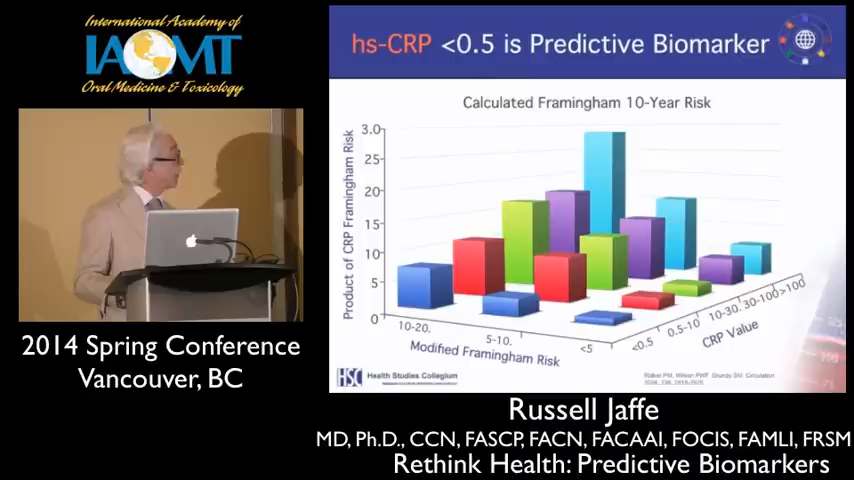 International Academy of
IAOMT
Oral Medicine & Toxicology
2014 Spring Conference
Vancouver, BC
hs-CRP <0.5 is Predictive Biomarker
Calculated Framingham 10-Year Risk
Product of CRP Framingham Risk
3.0
25
20
15
10
5
0
10-20.
5-10.
<5
Modified Framingham Risk
<0.5
0.5-10
10-30.
30-100
>100
CRP Value
HSC Health Studies Collegium
Russell Jaffe
MD, Ph.D., CCN, FASCP, FACN, FACAAI, FOCIS, FAMLI, FRSM
Rethink Health: Predictive Biomarkers